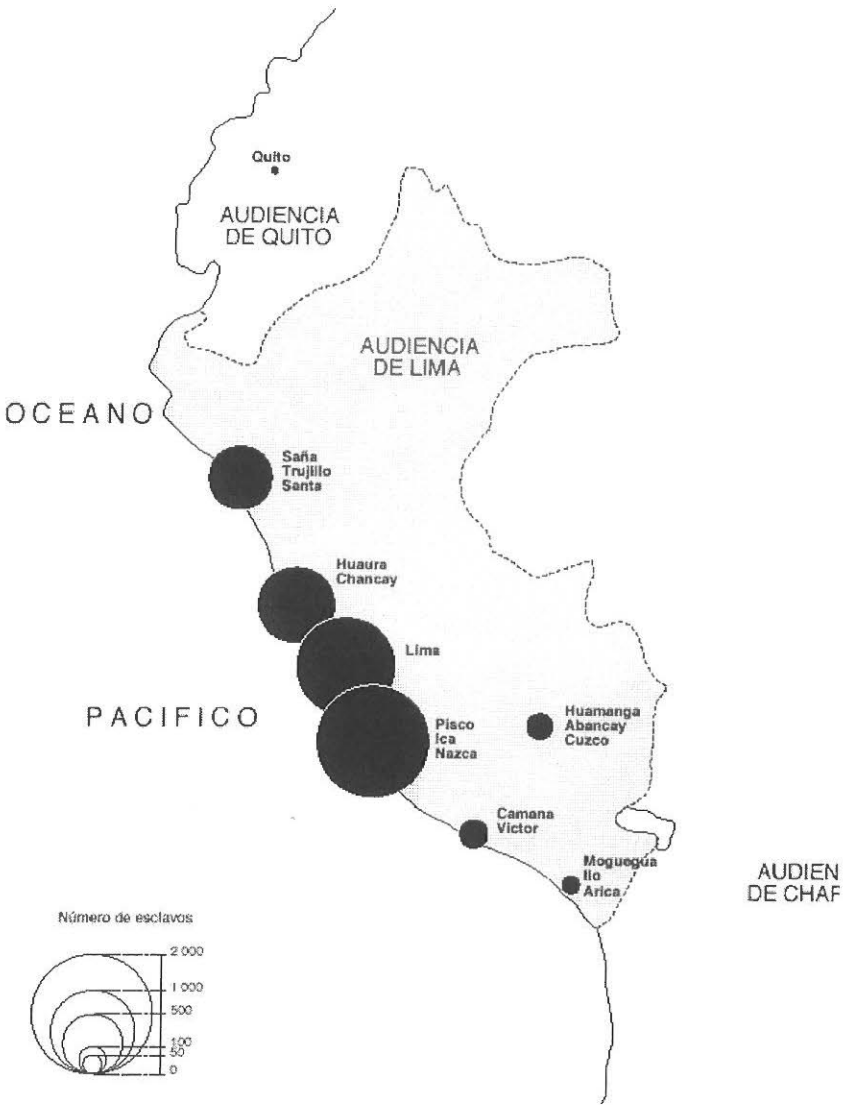 Quito
AUDIENCIA
DE QUITO
AUDIENCIA
DE LIMA
OCEANO
Saña
Trujillo
Santa
Huaura
Chancay
Lima
PACIFICO
Pisco
Ica
Nazca
Huamanga
Abancay
Cuzco
Camana
Victor
Moguegua
Ilo
Arica
AUDIEN
DE CHAR
Número de esclavos
2 000
1 000
500
100
50
0